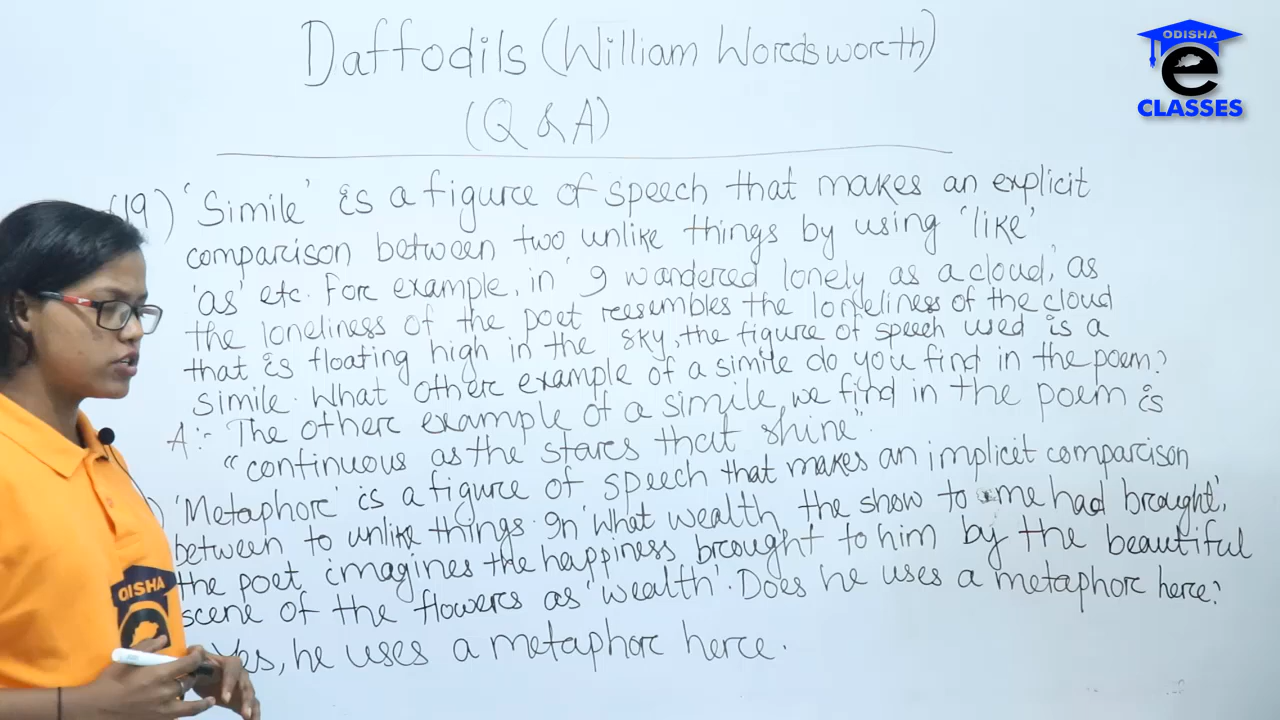 Daffodils (William Wordsworth)
(Q & A)
ODISHA
e
CLASSES
(19) 'Simile' is a figure of speech that makes an explicit
comparison between two unlike things by using 'like'
'as' etc. For example, in 'I wandered lonely as a cloud,' as
the loneliness of the poet resembles the loneliness of the cloud
that is floating high in the sky, the figure of speech used is a
simile. What other example of a simile do you find in the poem?
A:- The other example of a simile we find in the poem is
"continuous as the stars that shine".
) 'Metaphor' is a figure of speech that makes an implicit comparison
between to unlike things. In 'what wealth the show to me had brought',
the poet imagines the happiness brought to him by the beautiful
scene of the flowers as 'wealth'. Does he uses a metaphor here?
Yes, he uses a metaphor here.
ODISHA